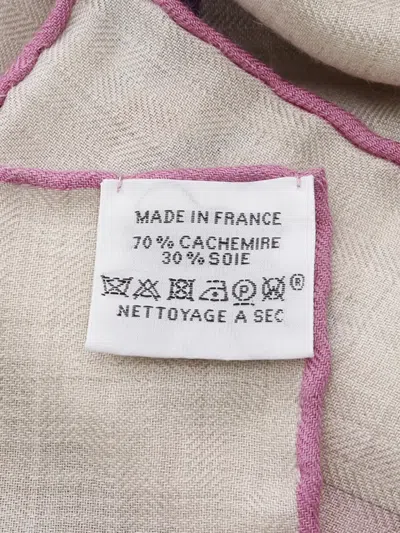 MADE IN FRANCE
70 % CACHEMIRE
30 % SOIE
®
NETTOYAGE A SEC